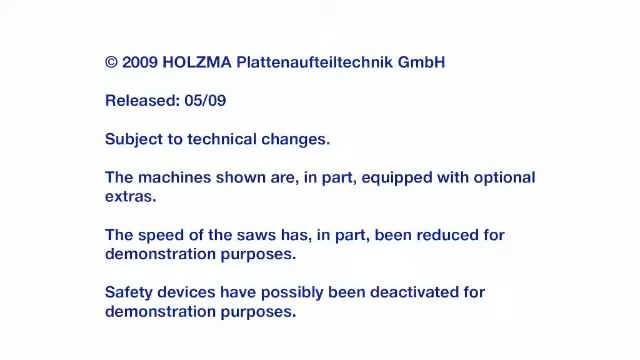 © 2009 HOLZMA Plattenaufteiltechnik GmbH
Released: 05/09
Subject to technical changes.
The machines shown are, in part, equipped with optional
extras.
The speed of the saws has, in part, been reduced for
demonstration purposes.
Safety devices have possibly been deactivated for
demonstration purposes.